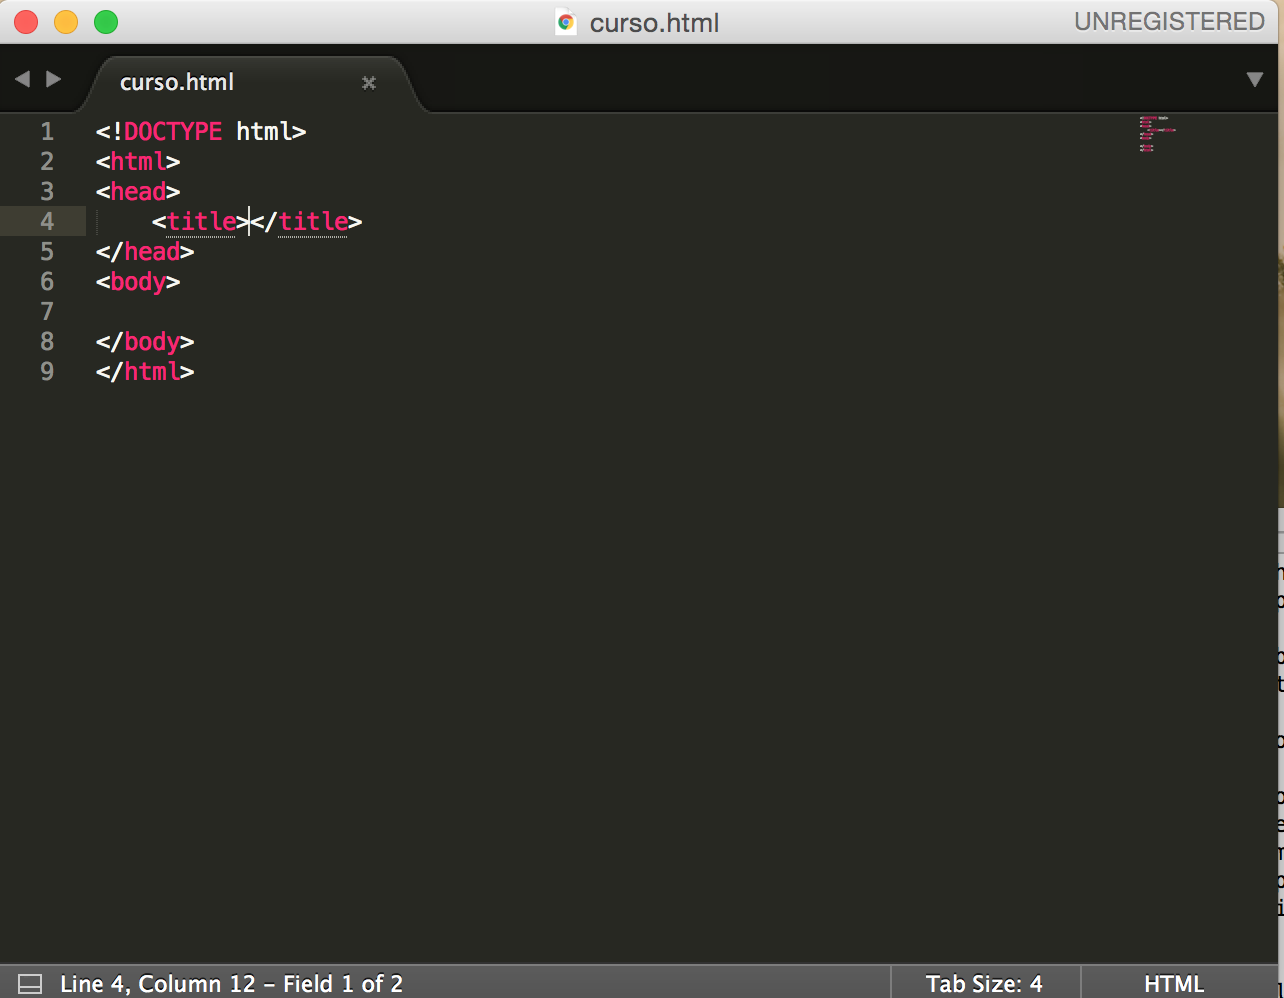 curso.html
UNREGISTERED
curso.html
1 <!DOCTYPE html>
2 <html>
3 <head>
4     <title></title>
5 </head>
6 <body>
7
8 </body>
9 </html>
Line 4, Column 12 – Field 1 of 2
Tab Size: 4
HTML